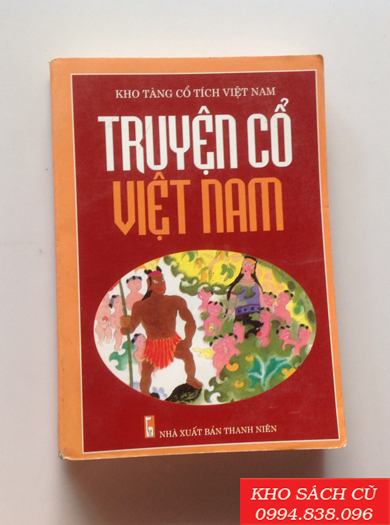 KHO TÀNG CỔ TÍCH VIỆT NAM
TRUYỆN CỔ
VIỆT NAM
NHÀ XUẤT BẢN THANH NIÊN
KHO SÁCH CŨ
0994.838.096